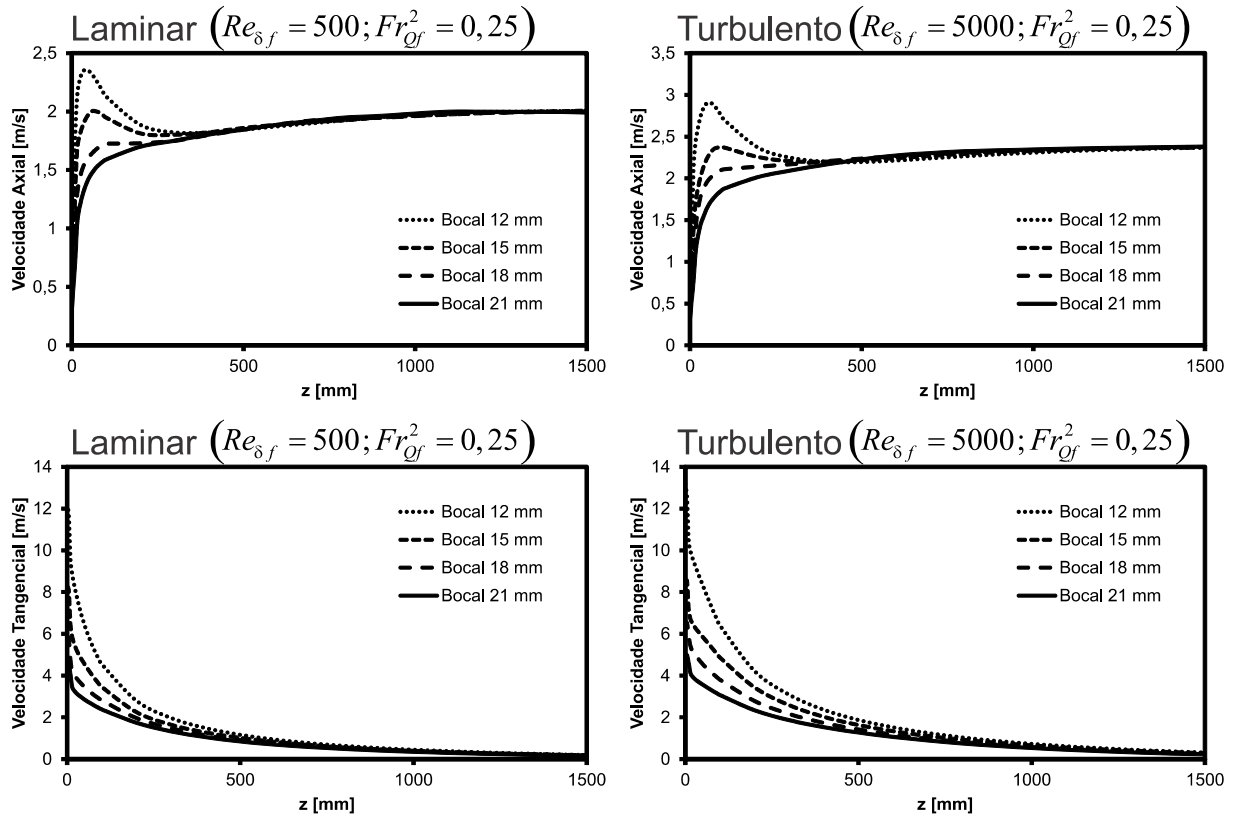 Laminar (Re_δf = 500; Fr²_Qf = 0,25)
Velocidade Axial [m/s]
2,5
2
1,5
1
0,5
0
Bocal 12 mm
Bocal 15 mm
Bocal 18 mm
Bocal 21 mm
0 500 1000 1500
z [mm]
Turbulento (Re_δf = 5000; Fr²_Qf = 0,25)
Velocidade Axial [m/s]
3,5
3
2,5
2
1,5
1
0,5
0
Bocal 12 mm
Bocal 15 mm
Bocal 18 mm
Bocal 21 mm
0 500 1000 1500
z [mm]
Laminar (Re_δf = 500; Fr²_Qf = 0,25)
Velocidade Tangencial [m/s]
14
12
10
8
6
4
2
0
Bocal 12 mm
Bocal 15 mm
Bocal 18 mm
Bocal 21 mm
0 500 1000 1500
z [mm]
Turbulento (Re_δf = 5000; Fr²_Qf = 0,25)
Velocidade Tangencial [m/s]
14
12
10
8
6
4
2
0
Bocal 12 mm
Bocal 15 mm
Bocal 18 mm
Bocal 21 mm
0 500 1000 1500
z [mm]